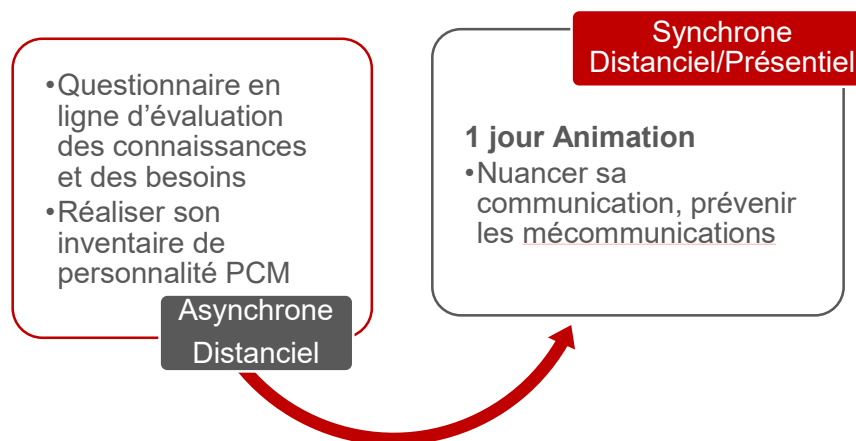 •Questionnaire en
ligne d'évaluation
des connaissances
et des besoins
•Réaliser son
inventaire de
personnalité PCM
Asynchrone
Distanciel
Synchrone
Distanciel/Présentiel
1 jour Animation
•Nuancer sa
communication, prévenir
les mécommunications